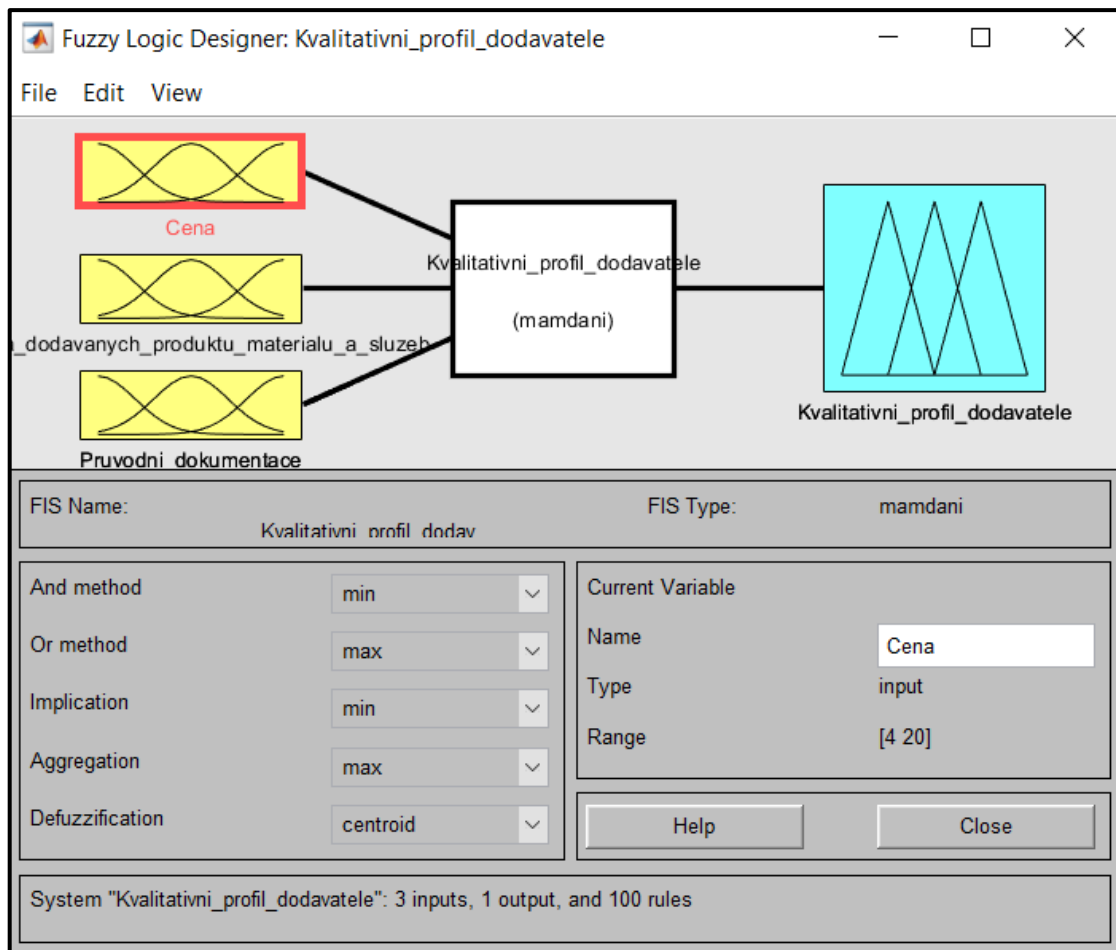 Fuzzy Logic Designer: Kvalitativni_profil_dodavatele
File Edit View
Cena
_dodavanych_produktu_materialu_a_sluzeb
Pruvodni_dokumentace
Kvalitativni_profil_dodavatele
(mamdani)
Kvalitativni_profil_dodavatele
FIS Name:
Kvalitativni_profil_dodav
FIS Type:
mamdani
And method
min
Or method
max
Implication
min
Aggregation
max
Defuzzification
centroid
Current Variable
Name
Cena
Type
input
Range
[4 20]
Help
Close
System "Kvalitativni_profil_dodavatele": 3 inputs, 1 output, and 100 rules